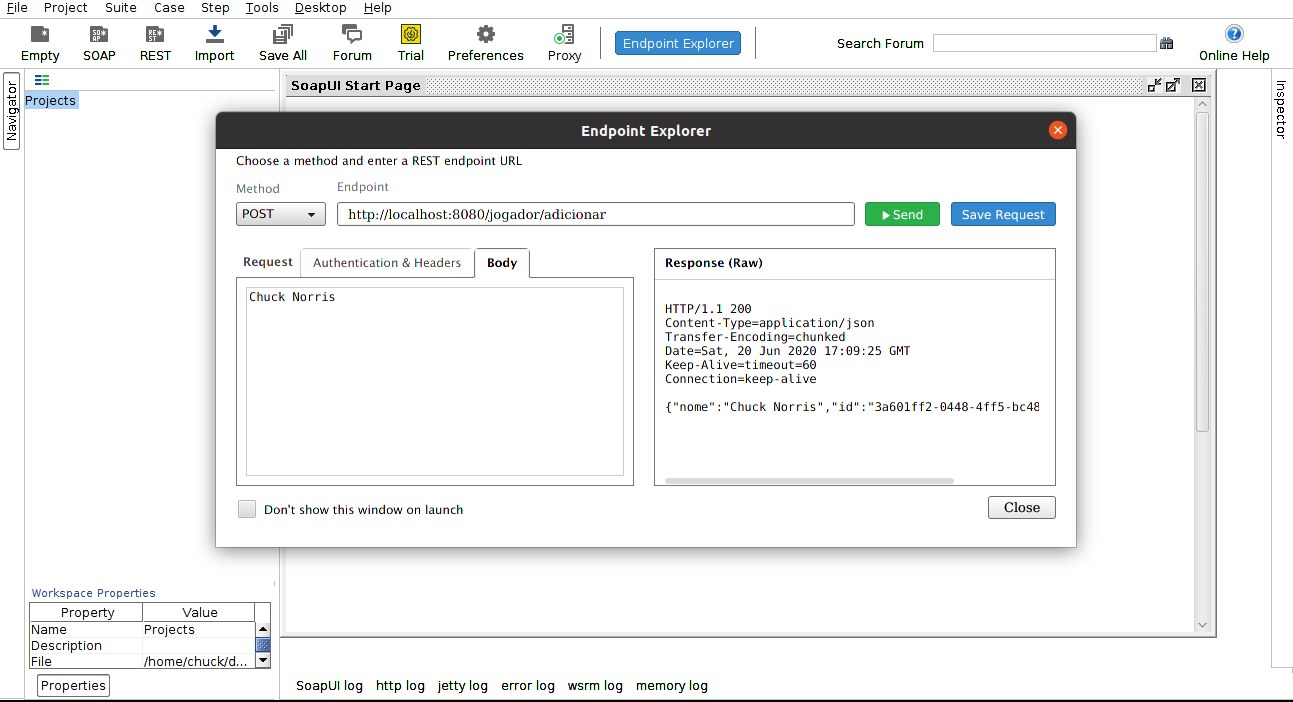 File Project Suite Case Step Tools Desktop Help
Empty SOAP REST Import Save All Forum Trial Preferences Proxy Endpoint Explorer Search Forum Online Help
Navigator
Projects
SoapUI Start Page
Inspector
Endpoint Explorer
Choose a method and enter a REST endpoint URL
Method Endpoint
POST http://localhost:8080/jogador/adicionar Send Save Request
Request Authentication & Headers Body
Chuck Norris
Response (Raw)
HTTP/1.1 200
Content-Type=application/json
Transfer-Encoding=chunked
Date=Sat, 20 Jun 2020 17:09:25 GMT
Keep-Alive=timeout=60
Connection=keep-alive
{"nome":"Chuck Norris","id":"3a601ff2-0448-4ff5-bc48
Don't show this window on launch
Close
Workspace Properties
Property Value
Name Projects
Description
File /home/chuck/d...
Properties
SoapUI log http log jetty log error log wsrm log memory log